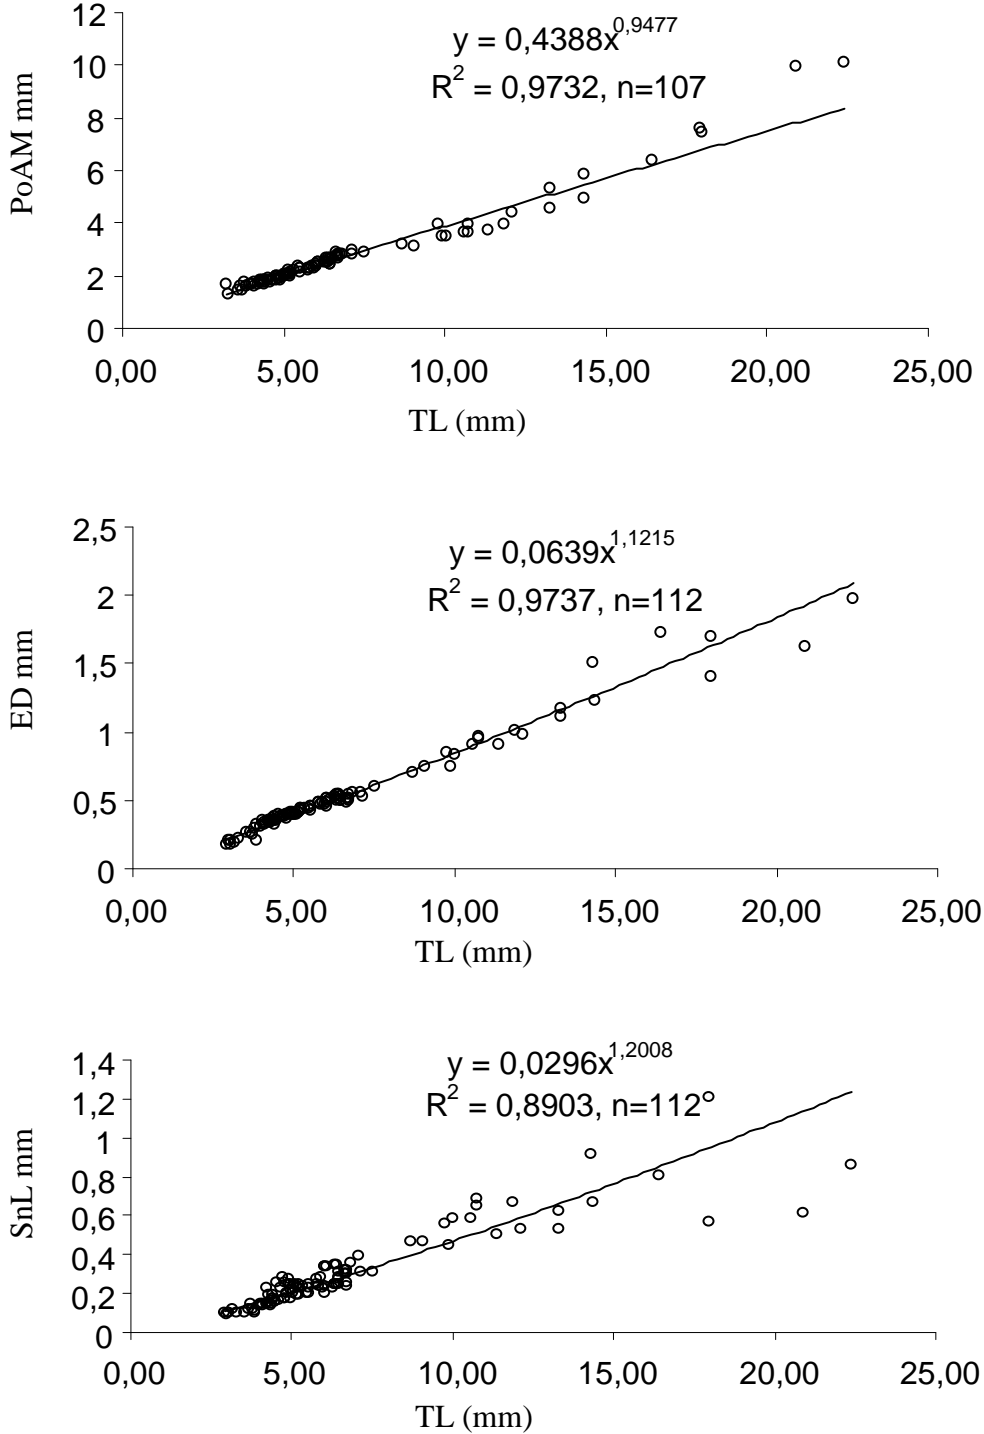 y = 0,4388x^0,9477
R^2 = 0,9732, n=107
PoAM mm
12
10
8
6
4
2
0
0,00 5,00 10,00 15,00 20,00 25,00
TL (mm)
y = 0,0639x^1,1215
R^2 = 0,9737, n=112
ED mm
2,5
2
1,5
1
0,5
0
0,00 5,00 10,00 15,00 20,00 25,00
TL (mm)
y = 0,0296x^1,2008
R^2 = 0,8903, n=112
SnL mm
1,4
1,2
1
0,8
0,6
0,4
0,2
0
0,00 5,00 10,00 15,00 20,00 25,00
TL (mm)